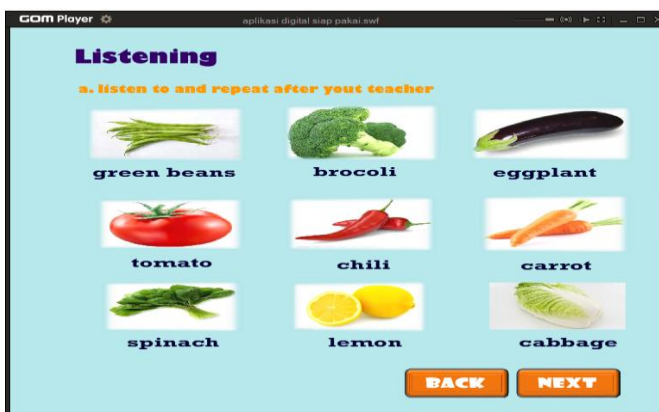 GOM Player
aplikasi digital siap pakai.swf
Listening
a. listen to and repeat after yout teacher
green beans
brocoli
eggplant
tomato
chili
carrot
spinach
lemon
cabbage
BACK
NEXT